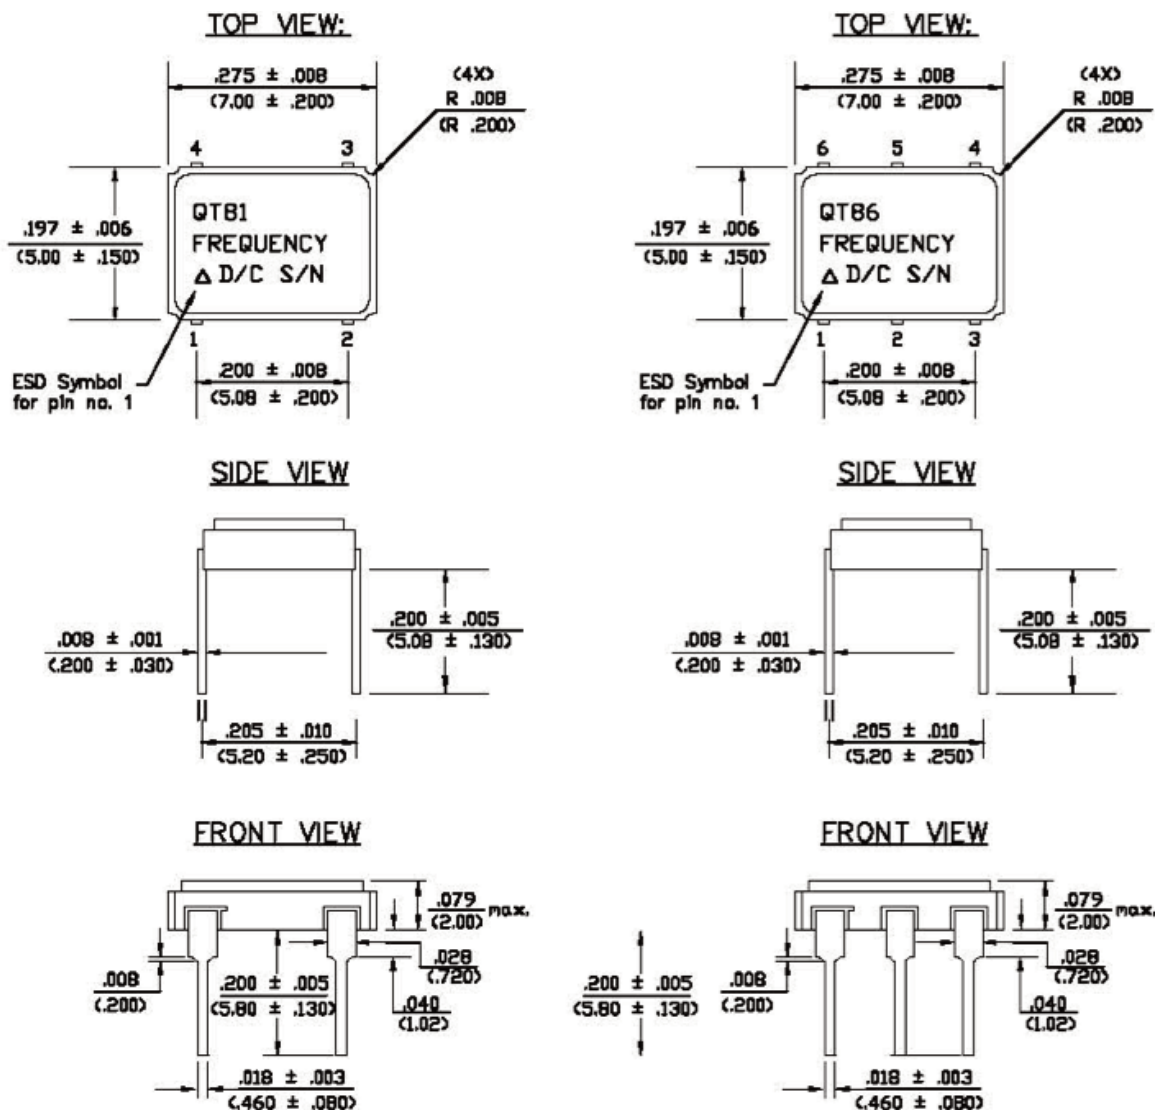 TOP VIEW:
.275 ± .008
(7.00 ± .200)
(4X)
R .008
(R .200)
4 3
.197 ± .006
(5.00 ± .150)
QT81
FREQUENCY
△ D/C S/N
1 2
ESD Symbol
for pin no. 1
.200 ± .008
(5.08 ± .200)
SIDE VIEW
.200 ± .005
(5.08 ± .130)
.008 ± .001
(.200 ± .030)
.205 ± .010
(5.20 ± .250)
FRONT VIEW
.079
(2.00)
max.
.028
(.720)
.008
(.200)
.200 ± .005
(5.80 ± .130)
.040
(1.02)
.018 ± .003
(.460 ± .080)
TOP VIEW:
.275 ± .008
(7.00 ± .200)
(4X)
R .008
(R .200)
6 5 4
.197 ± .006
(5.00 ± .150)
QT86
FREQUENCY
△ D/C S/N
1 2 3
ESD Symbol
for pin no. 1
.200 ± .008
(5.08 ± .200)
SIDE VIEW
.200 ± .005
(5.08 ± .130)
.008 ± .001
(.200 ± .030)
.205 ± .010
(5.20 ± .250)
FRONT VIEW
.079
(2.00)
max.
.028
(.720)
.200 ± .005
(5.80 ± .130)
.008
(.200)
.040
(1.02)
.018 ± .003
(.460 ± .080)